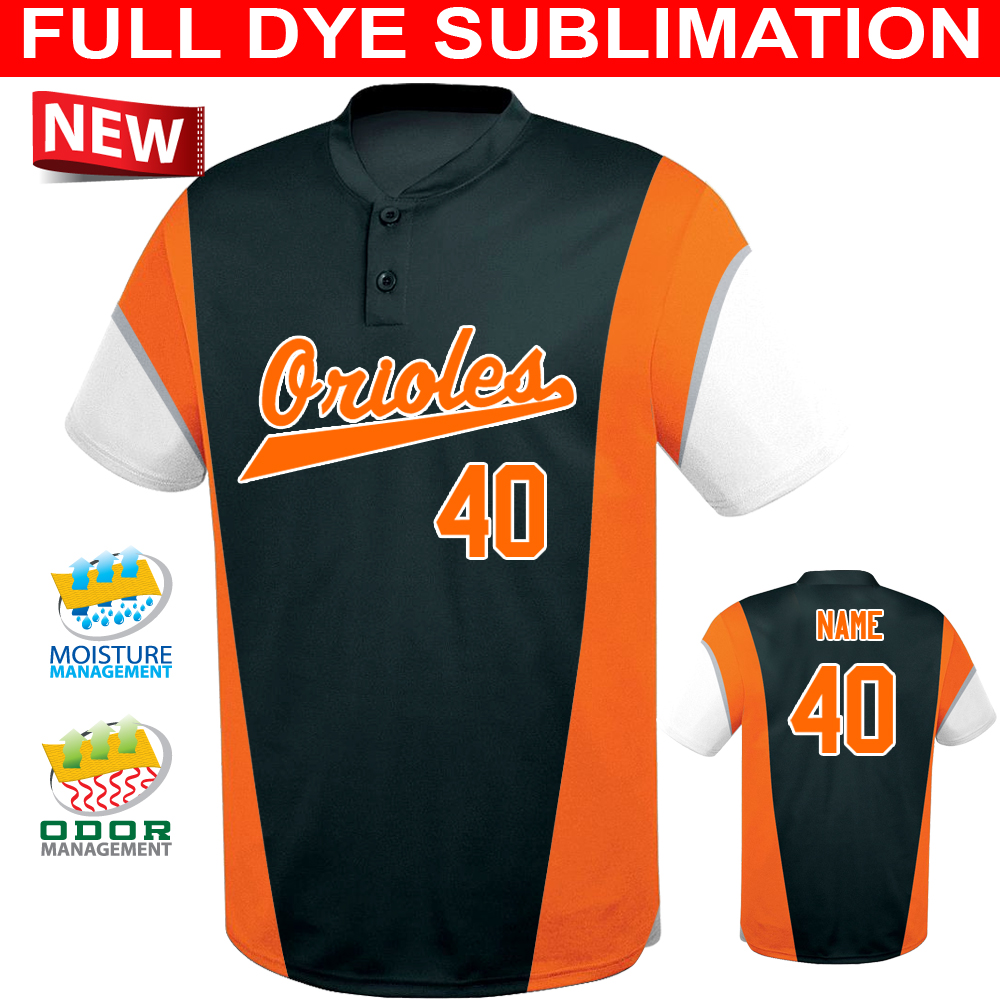 FULL DYE SUBLIMATION
NEW
Orioles
40
MOISTURE
MANAGEMENT
ODOR
MANAGEMENT
NAME
40